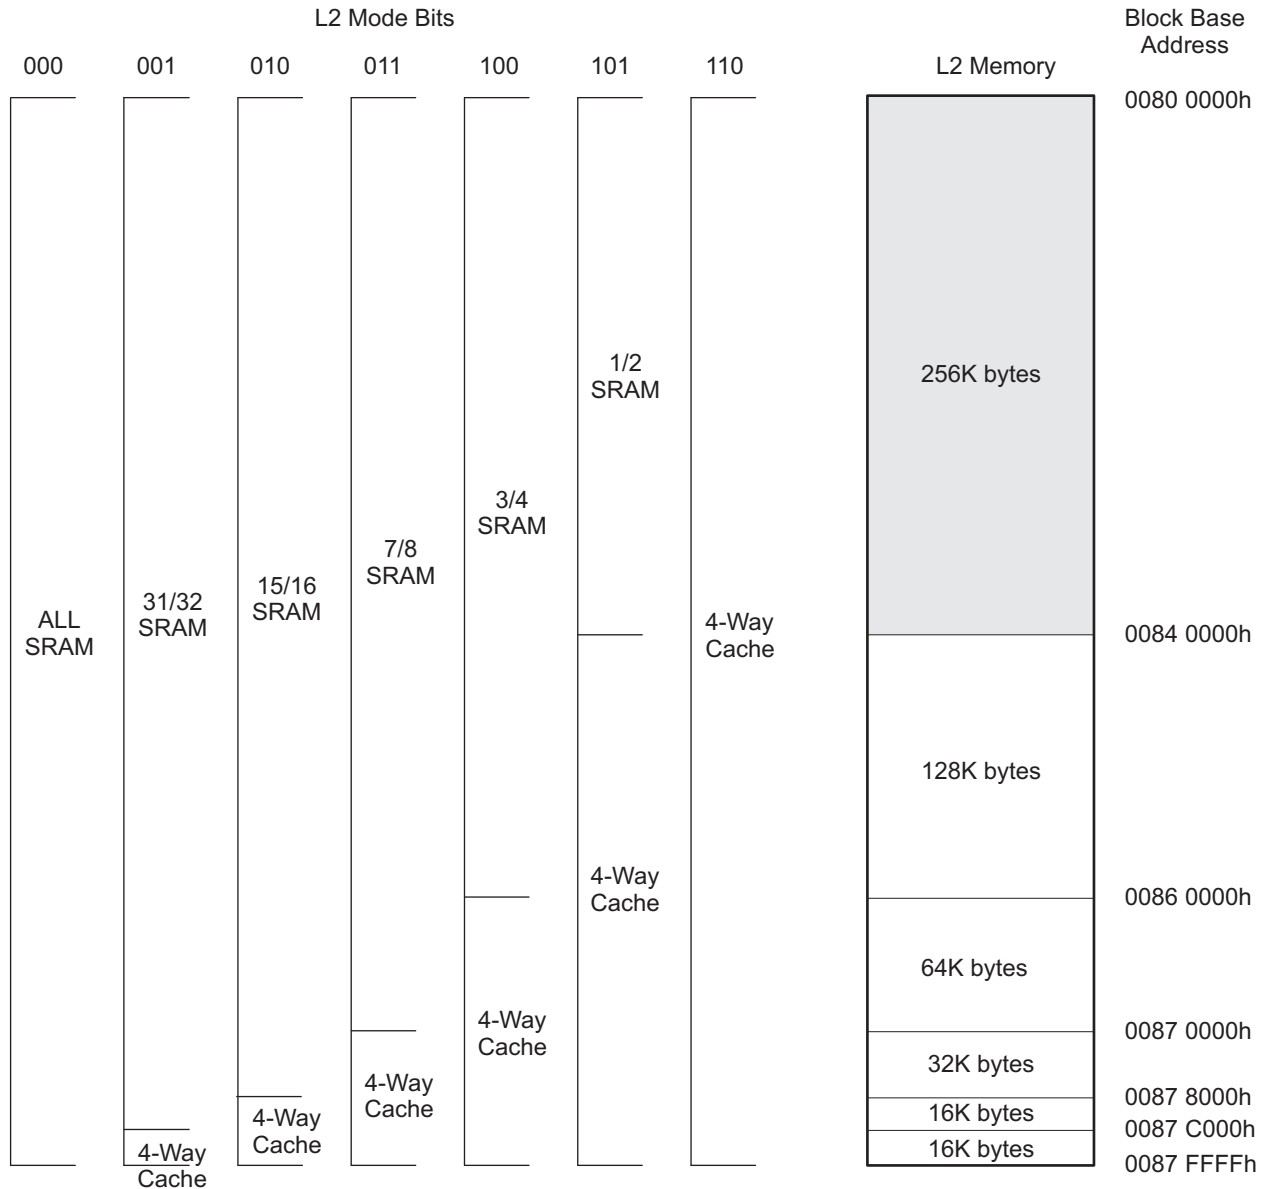 L2 Mode Bits
Block Base
Address
000 001 010 011 100 101 110 L2 Memory
0080 0000h
1/2
SRAM
256K bytes
3/4
SRAM
7/8
SRAM
15/16
SRAM
31/32
SRAM
ALL
SRAM
4-Way
Cache
0084 0000h
128K bytes
4-Way
Cache
0086 0000h
64K bytes
4-Way
Cache
0087 0000h
32K bytes
4-Way
Cache
0087 8000h
4-Way
Cache
16K bytes
0087 C000h
4-Way
Cache
16K bytes
0087 FFFFh